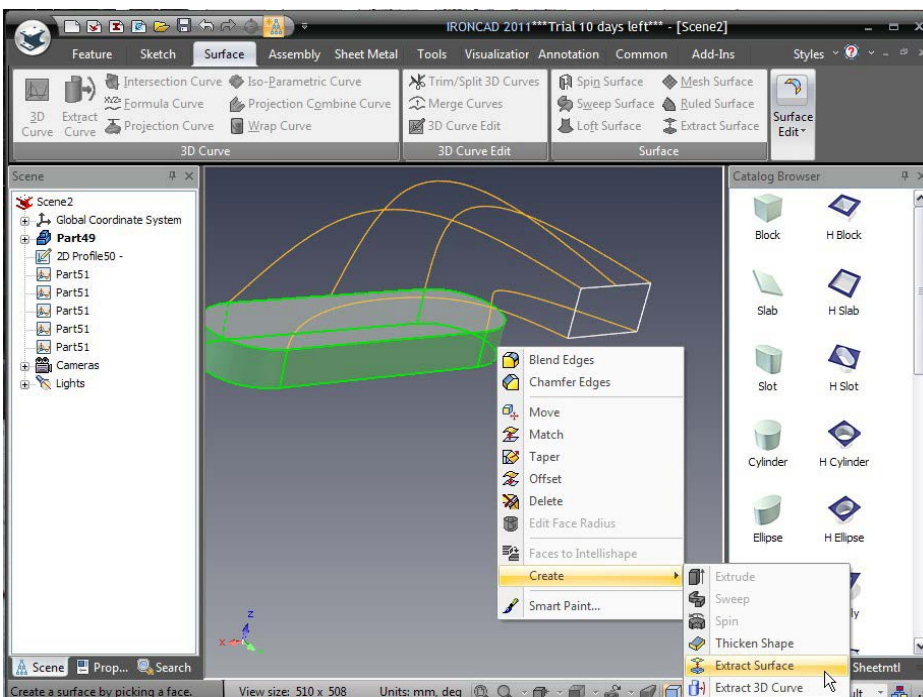 IRONCAD 2011***Trial 10 days left*** - [Scene2]
Feature Sketch Surface Assembly Sheet Metal Tools Visualization Annotation Common Add-Ins Styles
3D Curve
Extract Curve
Intersection Curve Iso-Parametric Curve
Formula Curve Projection Combine Curve
Projection Curve Wrap Curve
3D Curve
Trim/Split 3D Curves
Merge Curves
3D Curve Edit
3D Curve Edit
Spin Surface Mesh Surface
Sweep Surface Ruled Surface
Loft Surface Extract Surface
Surface
Surface Edit
Scene
Scene2
Global Coordinate System
Part49
2D Profile50 -
Part51
Part51
Part51
Part51
Part51
Cameras
Lights
Blend Edges
Chamfer Edges
Move
Match
Taper
Offset
Delete
Edit Face Radius
Faces to Intellishape
Create
Smart Paint...
Extrude
Sweep
Spin
Thicken Shape
Extract Surface
Extract 3D Curve
z
x
Catalog Browser
Block H Block
Slab H Slab
Slot H Slot
Cylinder H Cylinder
Ellipse H Ellipse
Sheetmtl
Scene Prop... Search
Create a surface by picking a face. View size: 510 x 508 Units: mm, deg